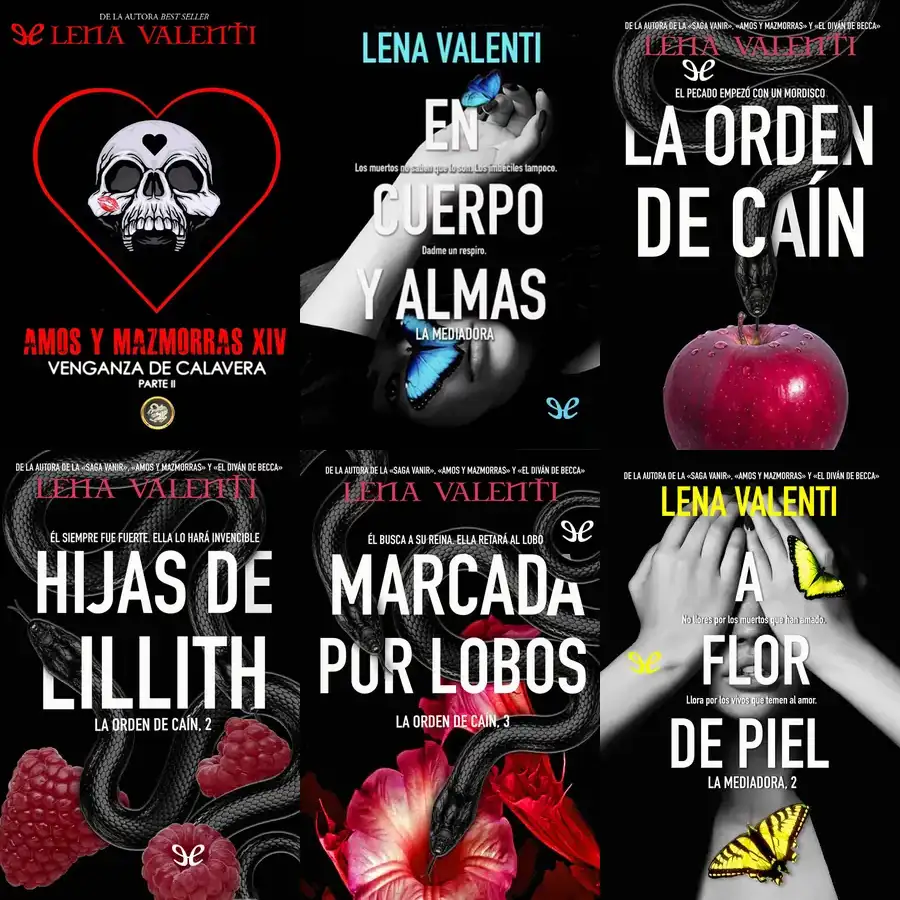 DE LA AUTORA BEST SELLER
LENA VALENTI
AMOS Y MAZMORRAS XIV
VENGANZA DE CALAVERA
PARTE II
LENA VALENTI
EN
Los muertos no saben que lo son. Los imbéciles tampoco.
CUERPO
Dadme un respiro.
Y ALMAS
LA MEDIADORA
DE LA AUTORA DE LA «SAGA VANIR», «AMOS Y MAZMORRAS» Y «EL DIVÁN DE BECCA»
LENA VALENTI
EL PECADO EMPEZÓ CON UN MORDISCO
LA ORDEN
DE CAÍN
DE LA AUTORA DE LA «SAGA VANIR», «AMOS Y MAZMORRAS» Y «EL DIVÁN DE BECCA»
LENA VALENTI
ÉL SIEMPRE FUE FUERTE. ELLA LO HARÁ INVENCIBLE
HIJAS DE
LILLITH
LA ORDEN DE CAÍN, 2
DE LA AUTORA DE LA «SAGA VANIR», «AMOS Y MAZMORRAS» Y «EL DIVÁN DE BECCA»
LENA VALENTI
ÉL BUSCA A SU REINA. ELLA RETARÁ AL LOBO
MARCADA
POR LOBOS
LA ORDEN DE CAÍN, 3
DE LA AUTORA DE LA «SAGA VANIR», «AMOS Y MAZMORRAS» Y «EL DIVÁN DE BECCA»
LENA VALENTI
A
No llores por los muertos que han amado.
FLOR
Llora por los vivos que temen al amor.
DE PIEL
LA MEDIADORA, 2